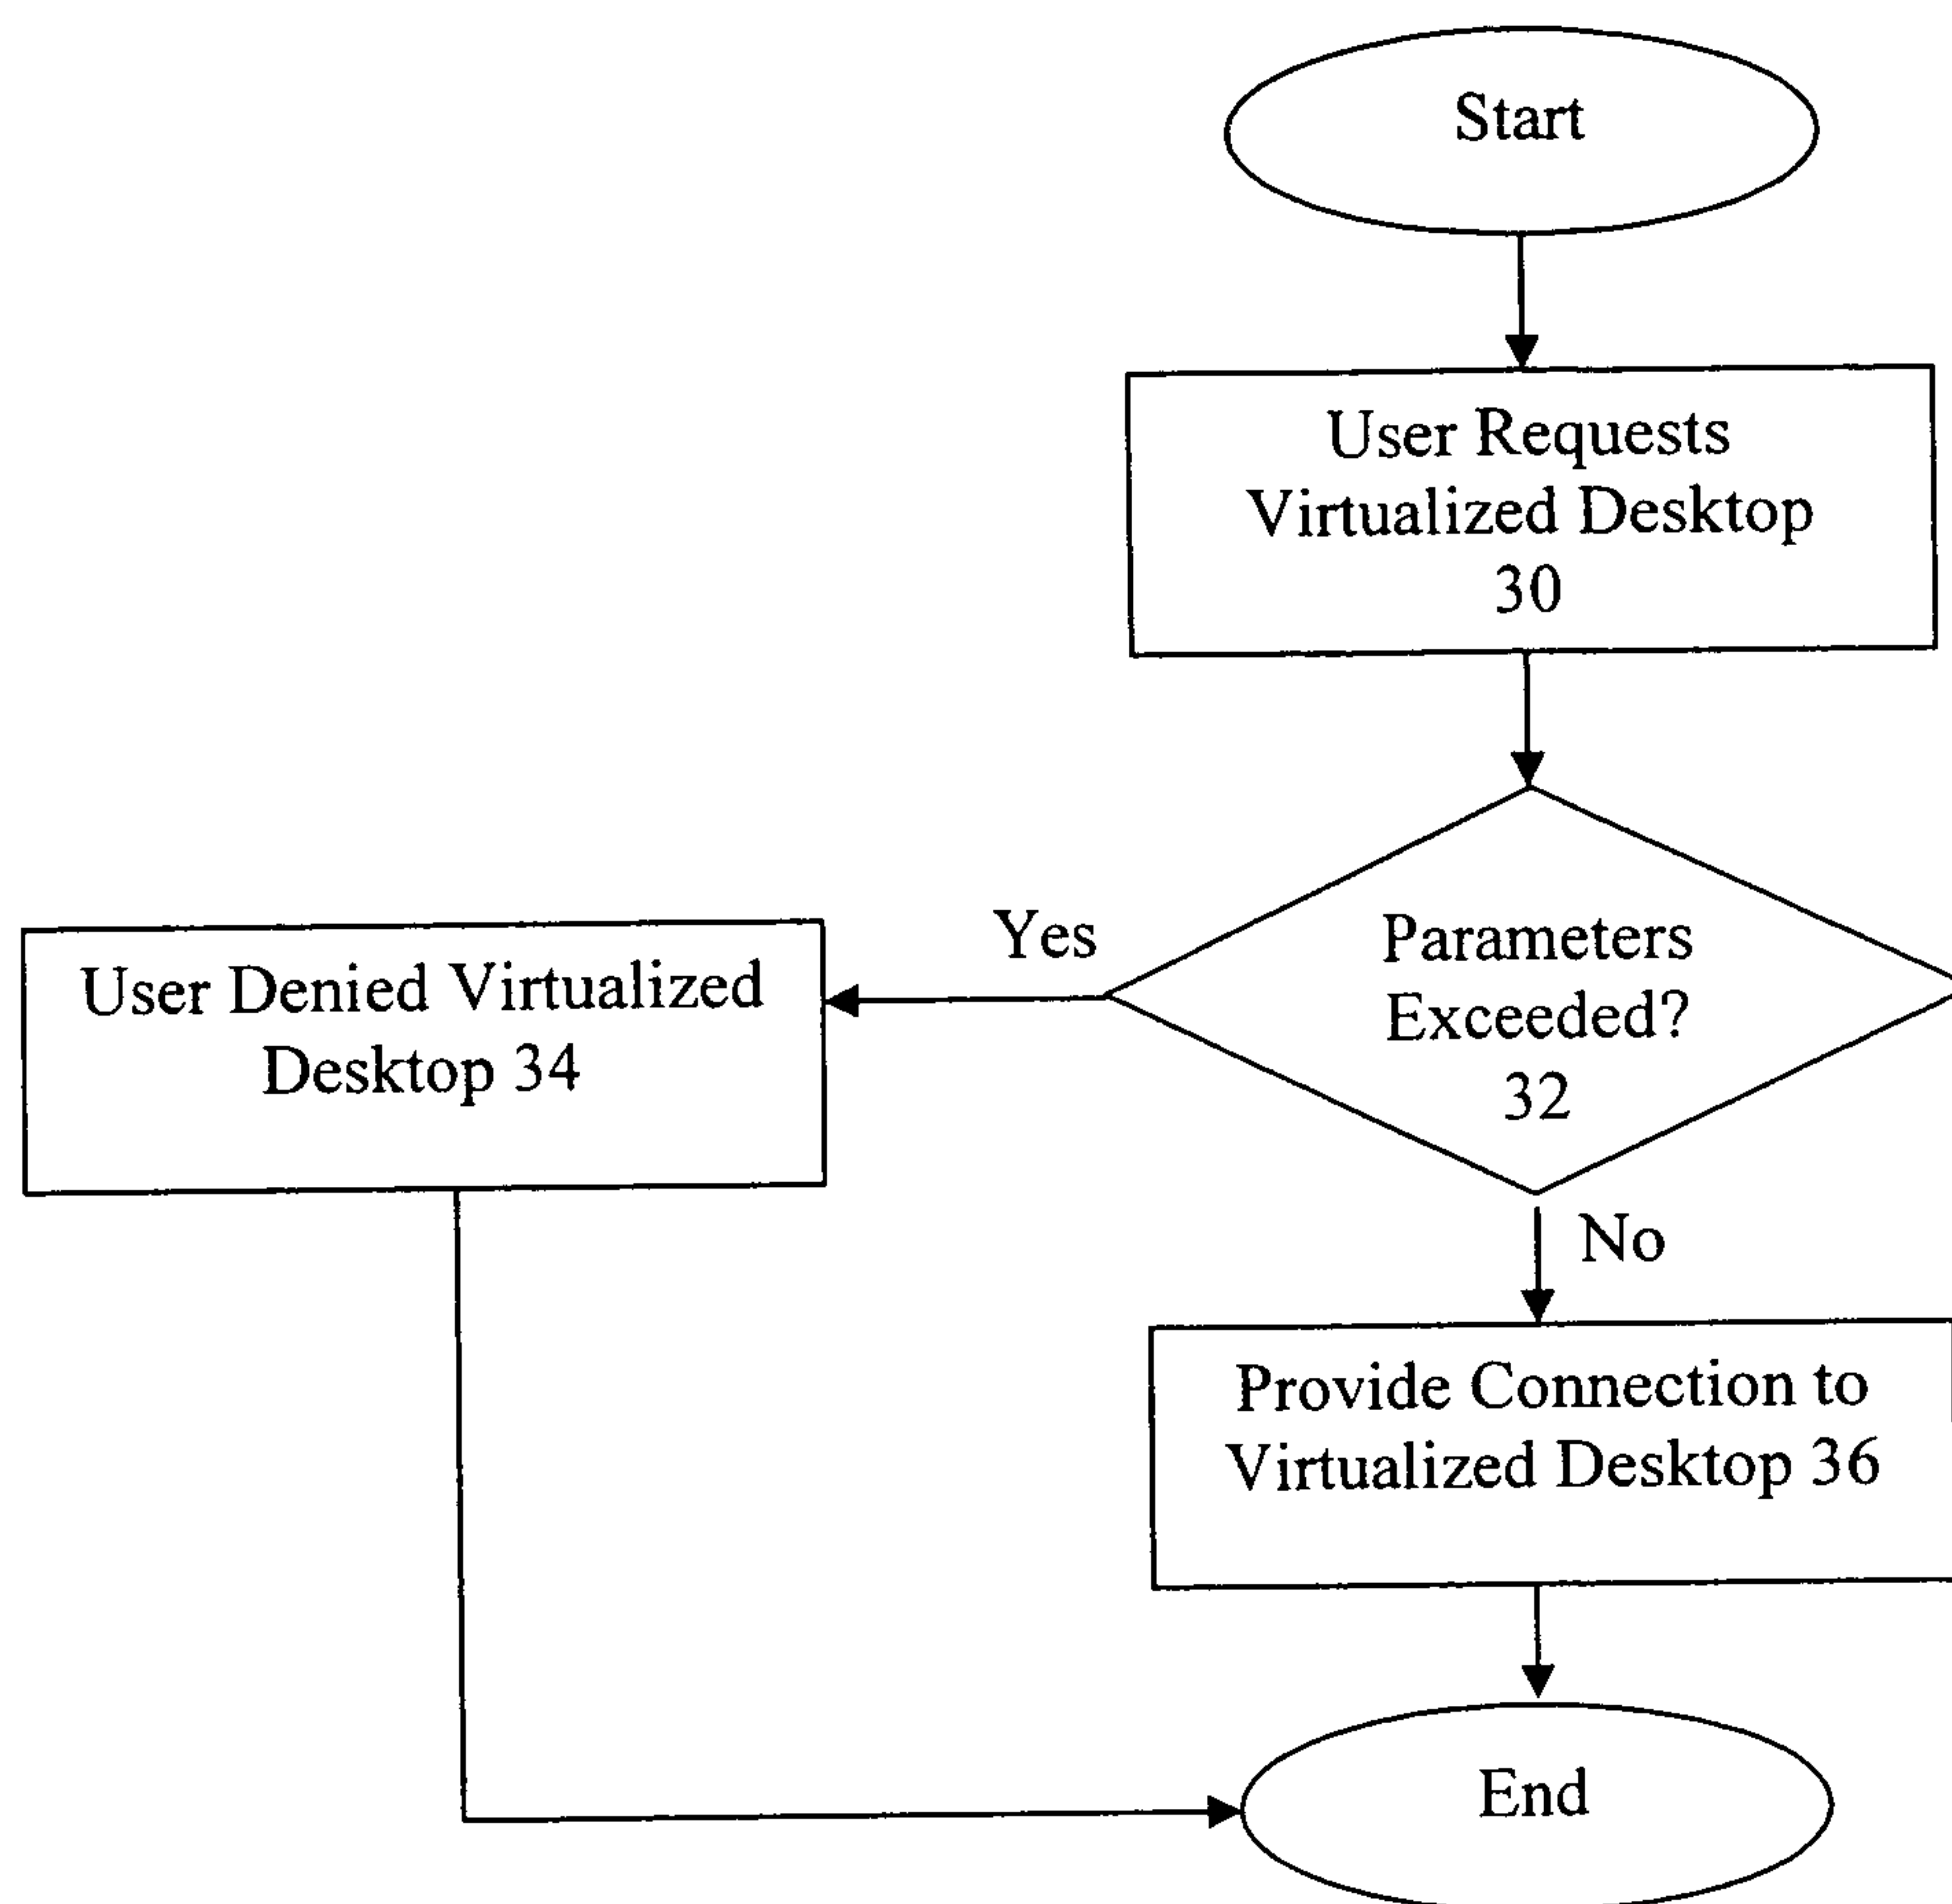 Start
User Requests
Virtualized Desktop
30
Parameters
Exceeded?
32
Yes
User Denied Virtualized
Desktop 34
No
Provide Connection to
Virtualized Desktop 36
End